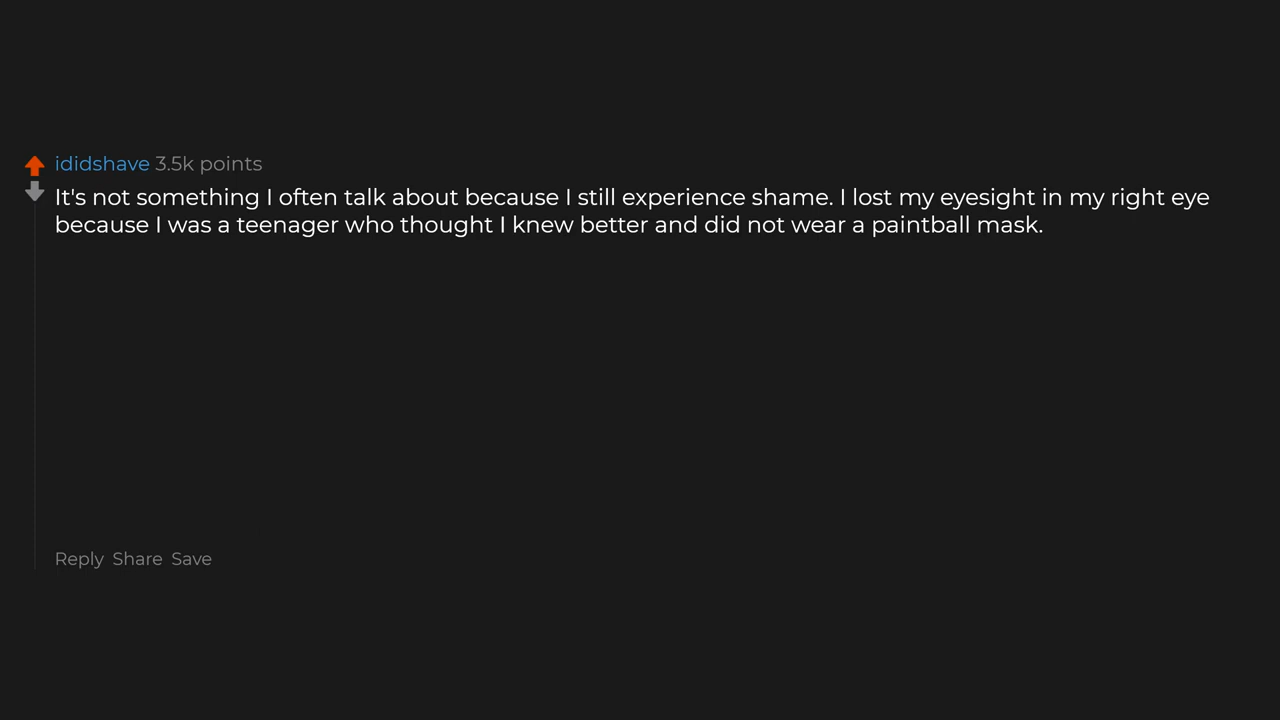 ididshave 3.5k points
It's not something I often talk about because I still experience shame. I lost my eyesight in my right eye
because I was a teenager who thought I knew better and did not wear a paintball mask.
Reply Share Save